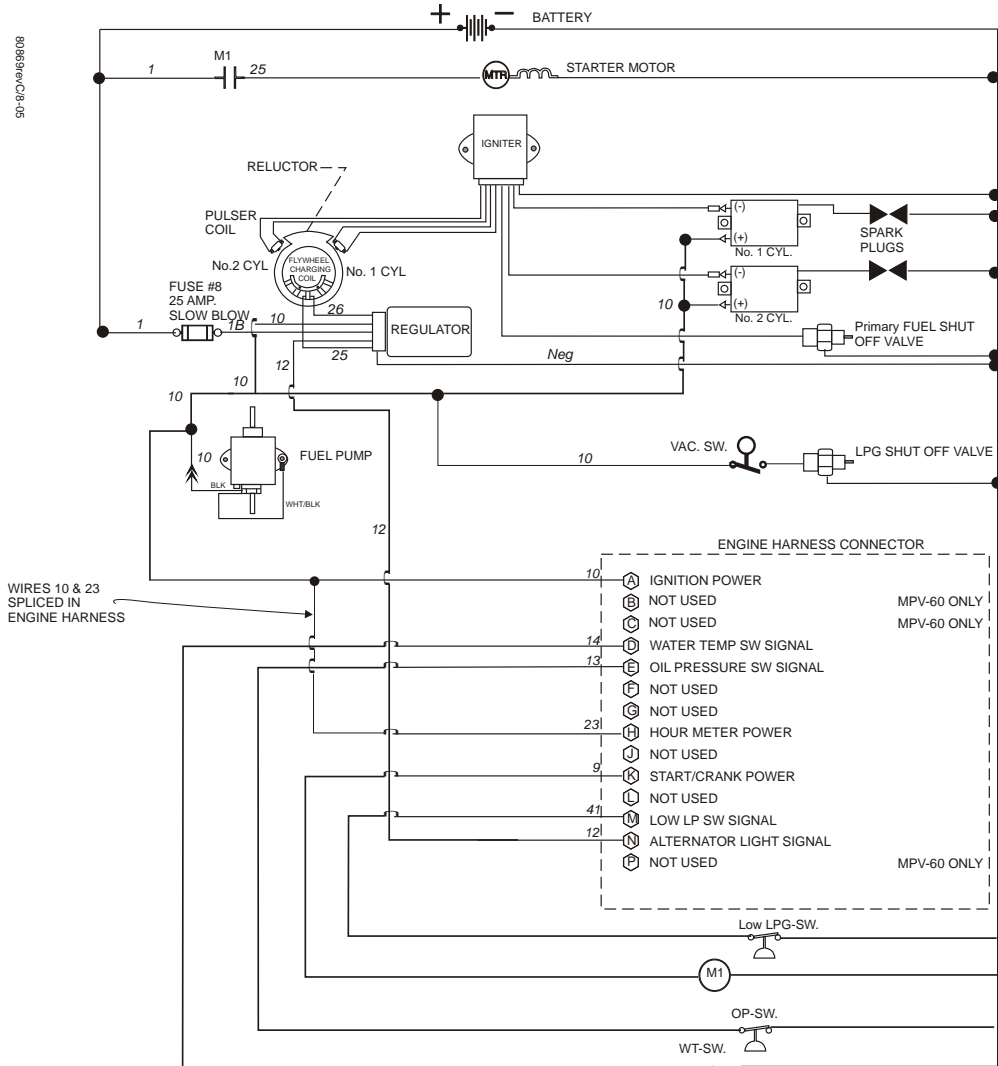 + − BATTERY
80869revC/8-05
M1
1
25
MTR
STARTER MOTOR
IGNITER
RELUCTOR
PULSER
COIL
No.2 CYL
FLYWHEEL
CHARGING
COIL
No. 1 CYL
(-)
(+)
No. 1 CYL.
SPARK
PLUGS
(-)
(+)
No. 2 CYL.
10
FUSE #8
25 AMP.
SLOW BLOW
1
1B
10
26
25
REGULATOR
12
Neg
Primary FUEL SHUT
OFF VALVE
10
10
10
BLK
WHT/BLK
FUEL PUMP
10
VAC. SW.
LPG SHUT OFF VALVE
12
WIRES 10 & 23
SPLICED IN
ENGINE HARNESS
ENGINE HARNESS CONNECTOR
10 A IGNITION POWER
B NOT USED MPV-60 ONLY
C NOT USED MPV-60 ONLY
14 D WATER TEMP SW SIGNAL
13 E OIL PRESSURE SW SIGNAL
F NOT USED
G NOT USED
23 H HOUR METER POWER
J NOT USED
9 K START/CRANK POWER
L NOT USED
41 M LOW LP SW SIGNAL
12 N ALTERNATOR LIGHT SIGNAL
P NOT USED MPV-60 ONLY
Low LPG-SW.
M1
OP-SW.
WT-SW.